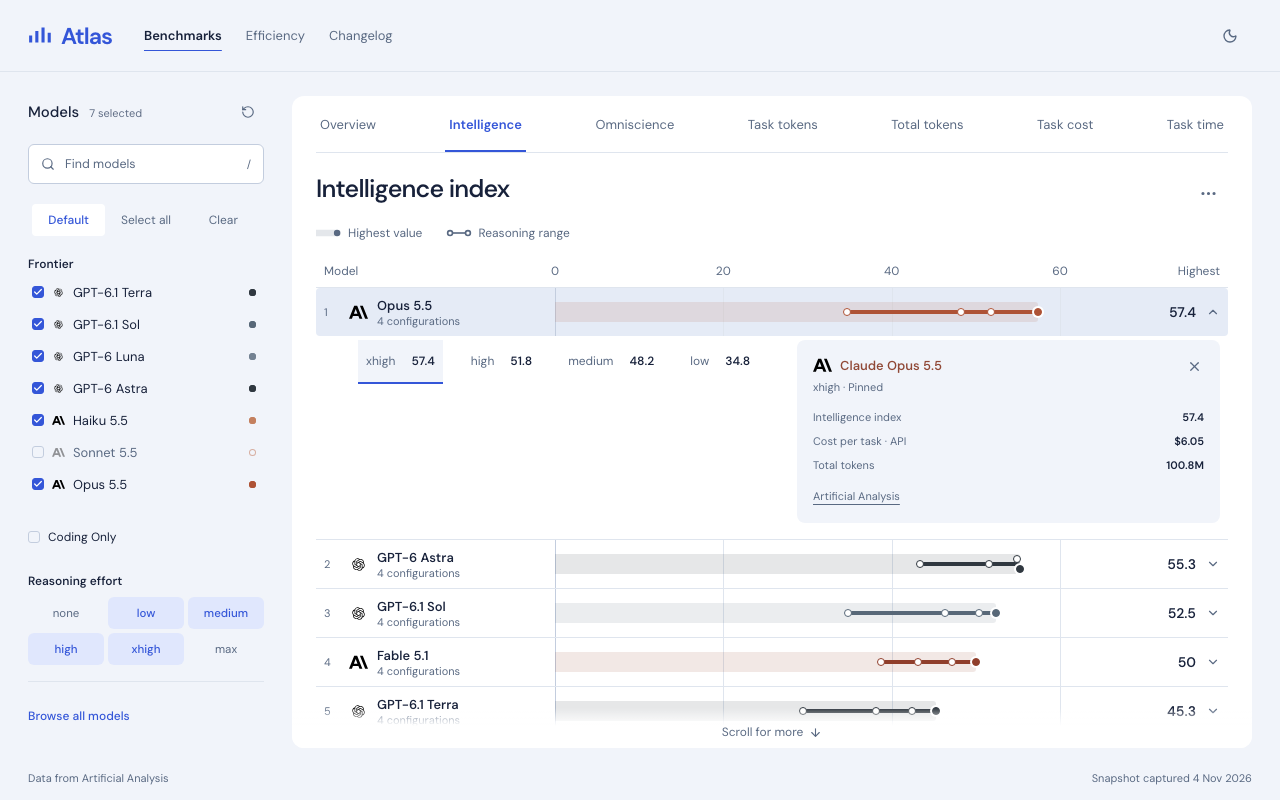 Atlas
Benchmarks Efficiency Changelog
Models 7 selected
Find models /
Default Select all Clear
Frontier
GPT-6.1 Terra
GPT-6.1 Sol
GPT-6 Luna
GPT-6 Astra
Haiku 5.5
Sonnet 5.5
Opus 5.5
Coding Only
Reasoning effort
none low medium
high xhigh max
Browse all models
Overview Intelligence Omniscience Task tokens Total tokens Task cost Task time
Intelligence index
Highest value Reasoning range
Model 0 20 40 60 Highest
1 Opus 5.5 57.4
4 configurations
xhigh 57.4 high 51.8 medium 48.2 low 34.8
Claude Opus 5.5
xhigh · Pinned
Intelligence index 57.4
Cost per task · API $6.05
Total tokens 100.8M
Artificial Analysis
2 GPT-6 Astra 55.3
4 configurations
3 GPT-6.1 Sol 52.5
4 configurations
4 Fable 5.1 50
4 configurations
5 GPT-6.1 Terra 45.3
4 configurations
Scroll for more
Data from Artificial Analysis Snapshot captured 4 Nov 2026